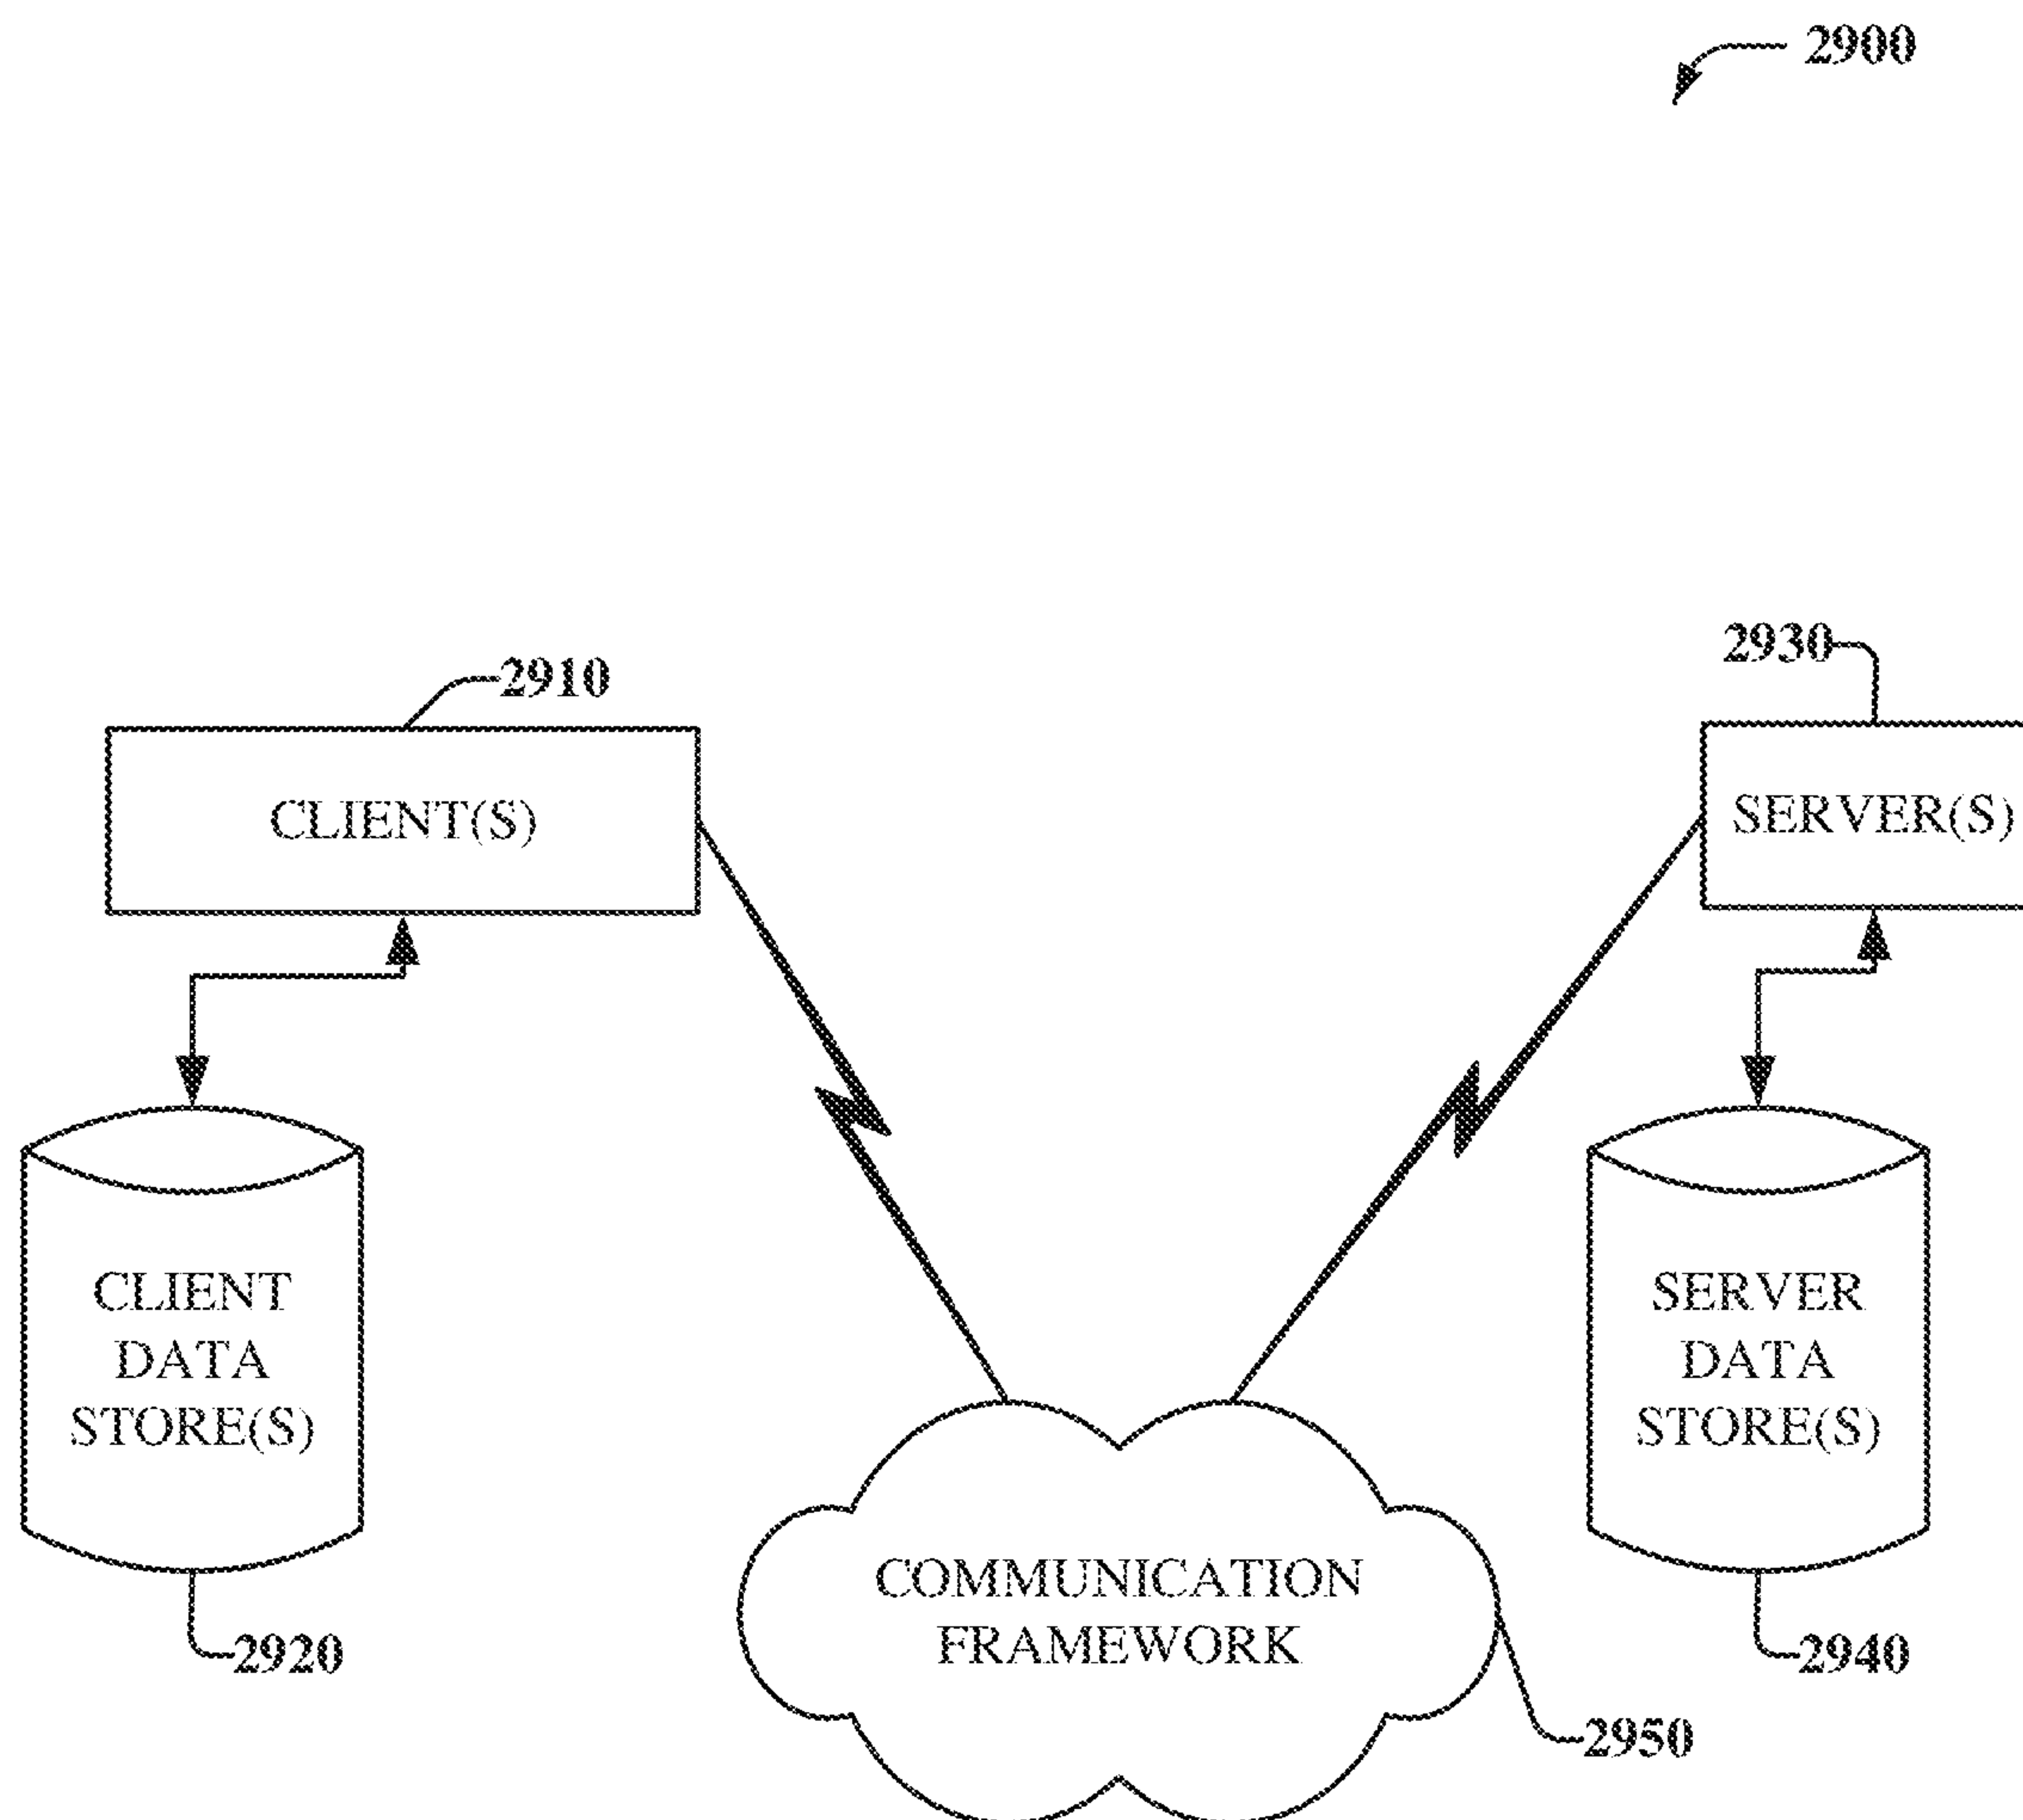 2900
2910
2930
CLIENT(S)
SERVER(S)
CLIENT
DATA
STORE(S)
SERVER
DATA
STORE(S)
COMMUNICATION
FRAMEWORK
2920
2940
2950